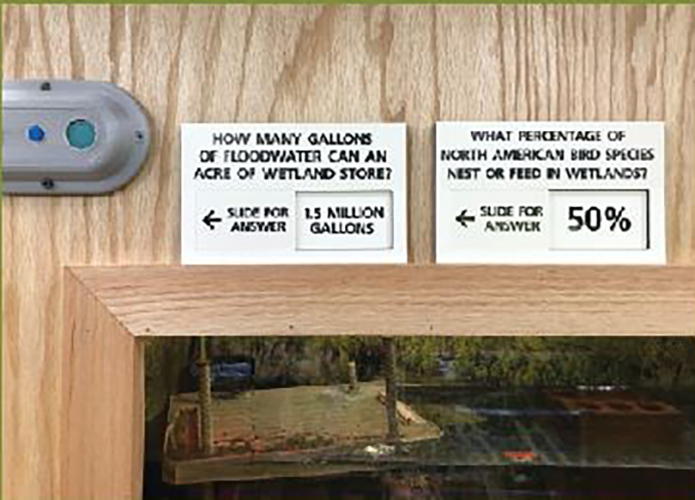 HOW MANY GALLONS
OF FLOODWATER CAN AN
ACRE OF WETLAND STORE?
← SLIDE FOR
ANSWER
1.5 MILLION
GALLONS
WHAT PERCENTAGE OF
NORTH AMERICAN BIRD SPECIES
NEST OR FEED IN WETLANDS?
← SLIDE FOR
ANSWER
50%